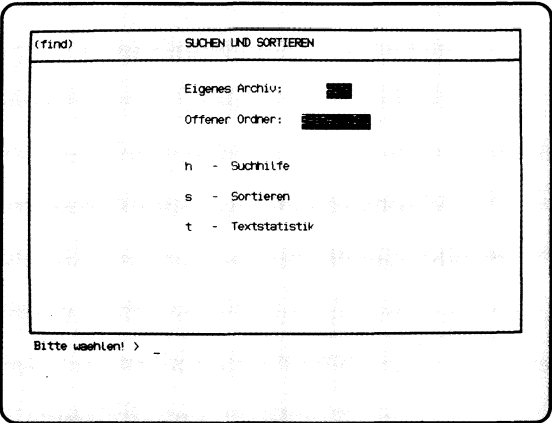 (find) SUCHEN UND SORTIEREN
Eigenes Archiv:
Offener Ordner:
h - Suchhilfe
s - Sortieren
t - Textstatistik
Bitte waehlen! > _